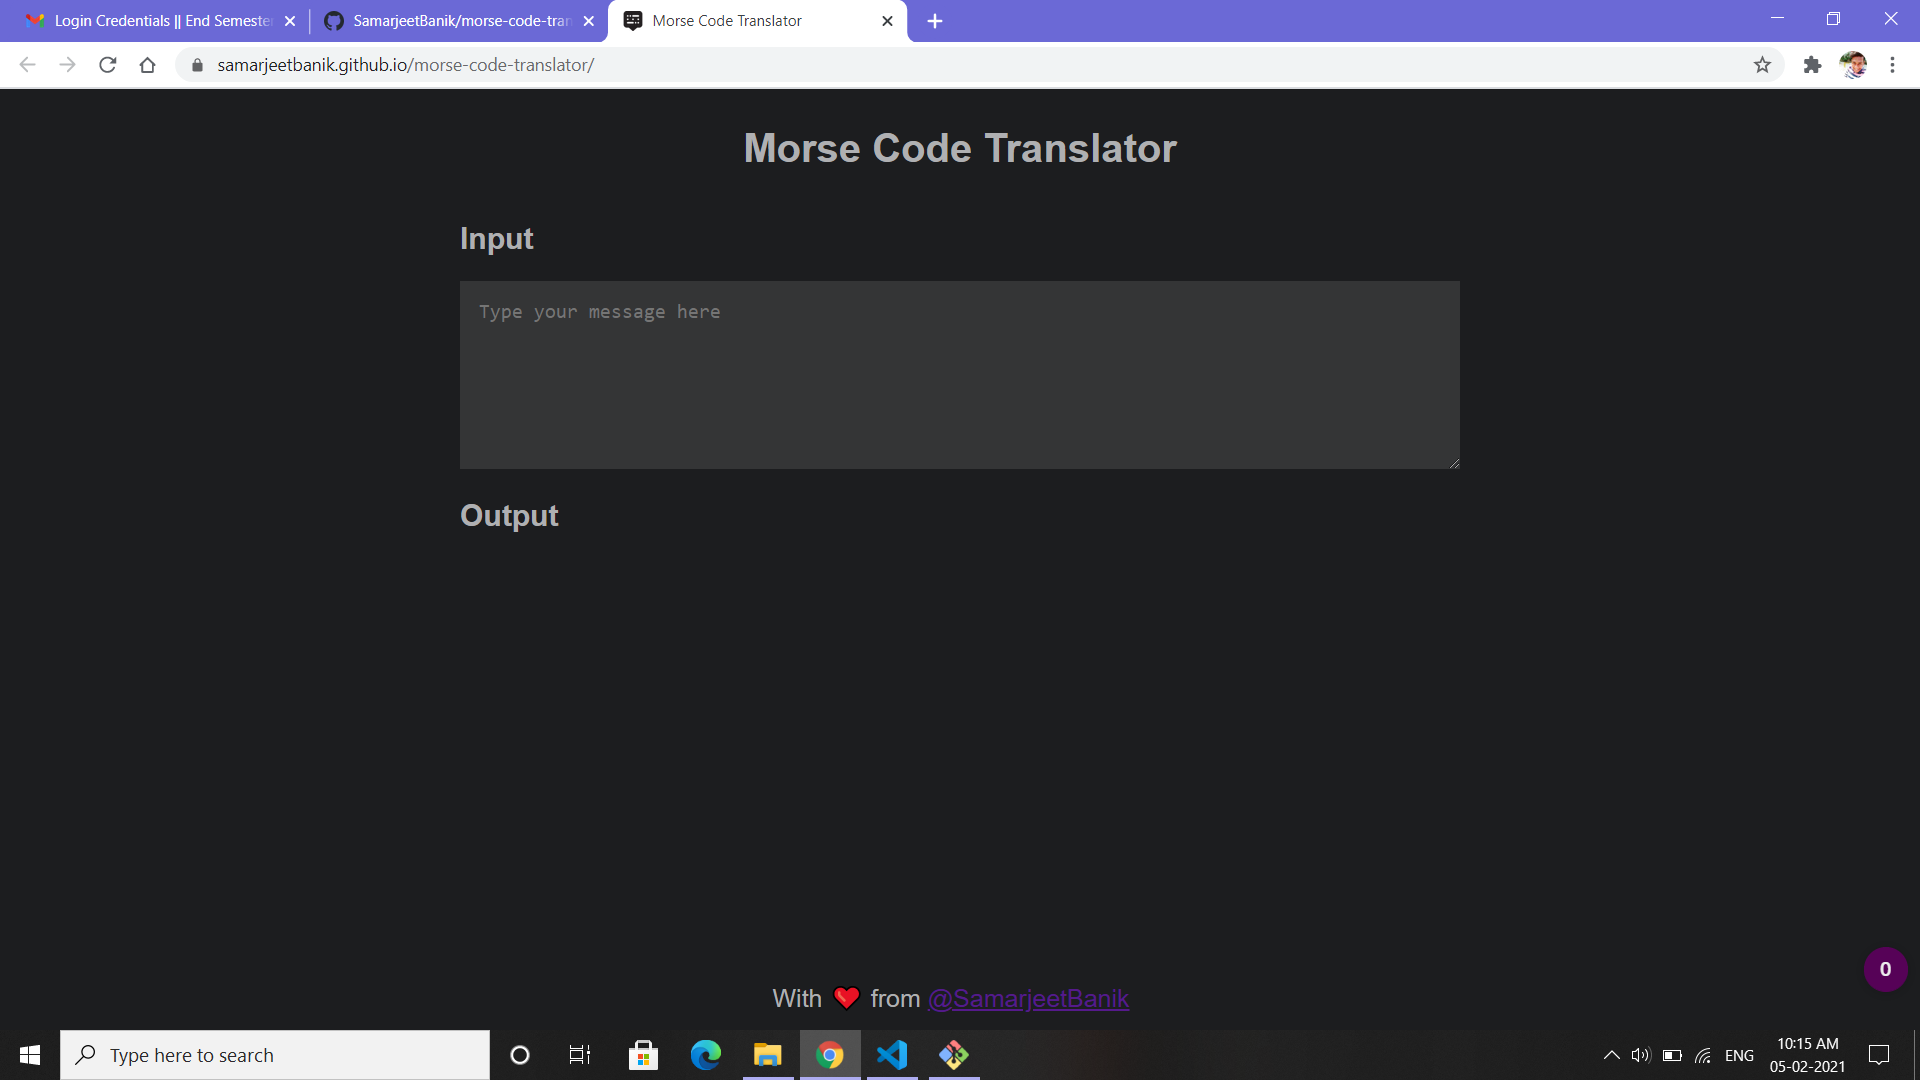 Login Credentials || End Semester
SamarjeetBanik/morse-code-tran
Morse Code Translator
samarjeetbanik.github.io/morse-code-translator/
Morse Code Translator
Input
Type your message here
Output
0
With ❤️ from @SamarjeetBanik
Type here to search
ENG
10:15 AM
05-02-2021